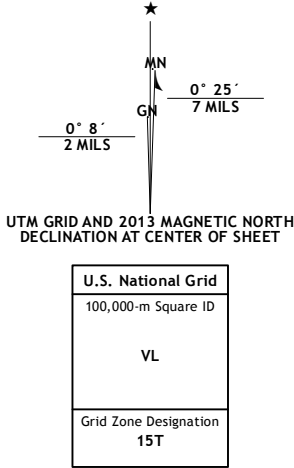 ★
MN
0° 25´
7 MILS
GN
0° 8´
2 MILS
UTM GRID AND 2013 MAGNETIC NORTH
DECLINATION AT CENTER OF SHEET
U.S. National Grid
100,000-m Square ID
VL
Grid Zone Designation
15T